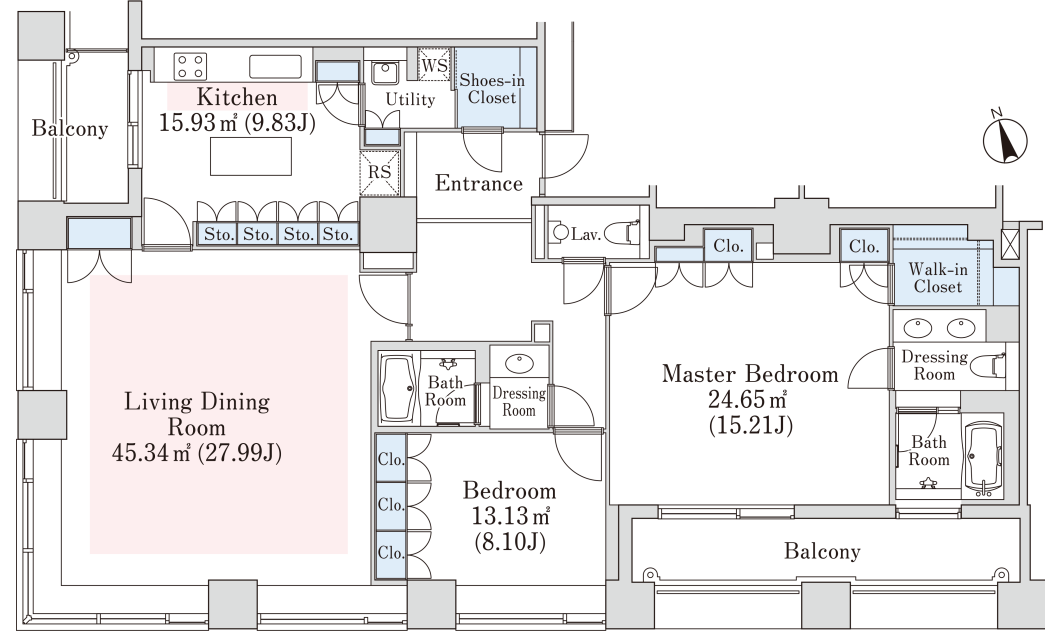 Balcony
Kitchen
15.93㎡ (9.83J)
Utility
WS
Shoes-in
Closet
RS
Entrance
N
Sto.
Sto.
Sto.
Sto.
Lav.
Clo.
Clo.
Walk-in
Closet
Living Dining
Room
45.34㎡ (27.99J)
Bath
Room
Dressing
Room
Master Bedroom
24.65㎡
(15.21J)
Dressing
Room
Bath
Room
Clo.
Clo.
Clo.
Bedroom
13.13㎡
(8.10J)
Balcony